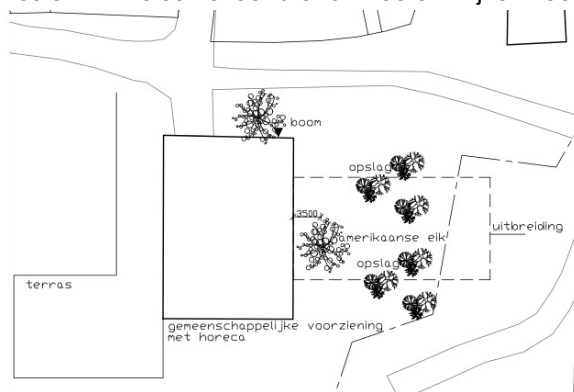 boom
opslag
3500
amerikaanse eik
uitbreiding
opslag
terras
gemeenschappelijke voorziening
met horeca